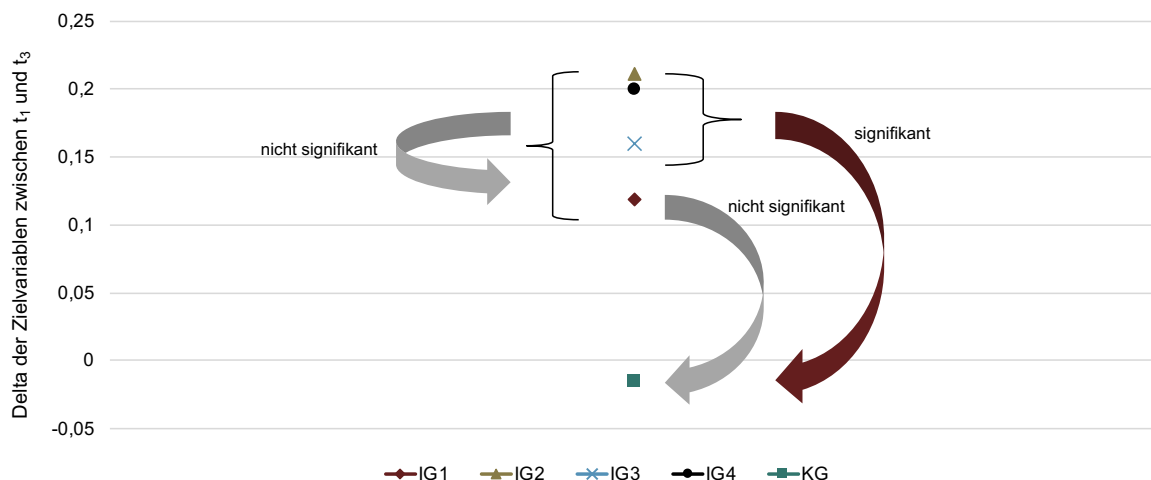 Delta der Zielvariablen zwischen t1 und t3
0,25
0,2
0,15
0,1
0,05
0
-0,05
nicht signifikant
signifikant
nicht signifikant
IG1 IG2 IG3 IG4 KG